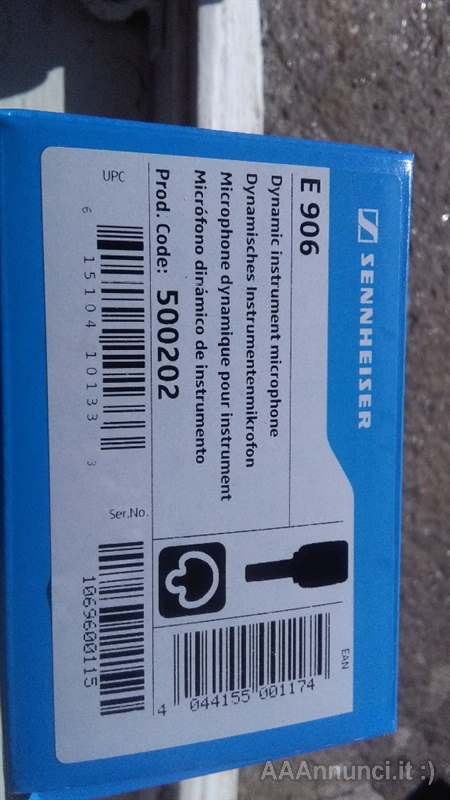 SENNHEISER
E 906
Dynamic instrument microphone
Dynamisches Instrumentenmikrofon
Microphone dynamique pour instrument
Micrófono dinámico de instrumento
Prod. Code: 500202
UPC
6 15104 10133 3
Ser.No.
1069600115
EAN
4 044155 001174
AAAnnunci.it :)